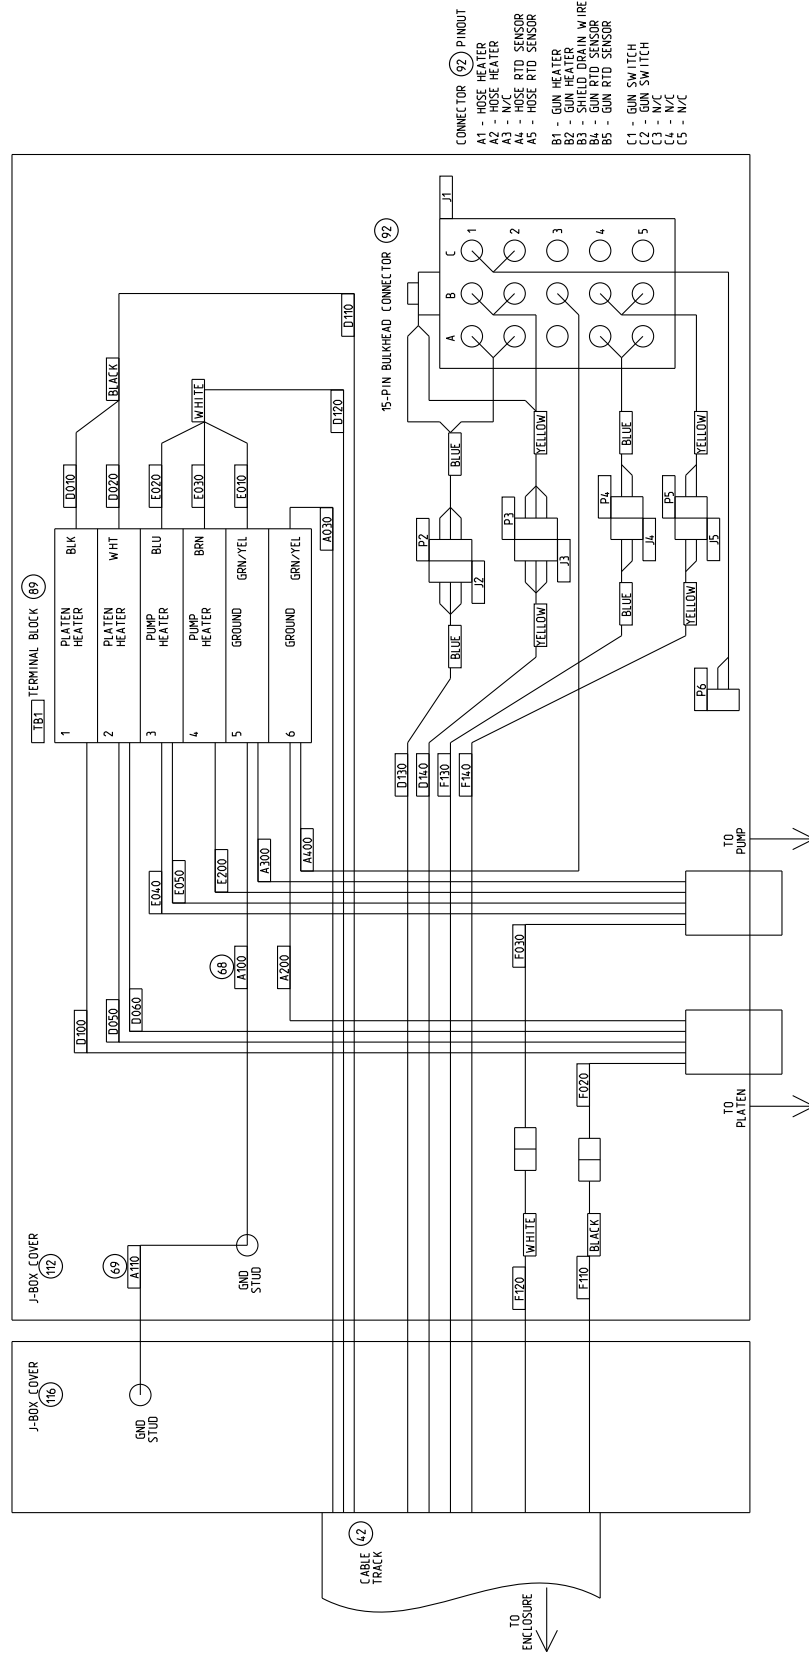 CONNECTOR 92 PINOUT
A1 - HOSE HEATER
A2 - HOSE HEATER
A3 - N/C
A4 - HOSE RTD SENSOR
A5 - HOSE RTD SENSOR
B1 - GUN HEATER
B2 - GUN HEATER
B3 - SHIELD DRAIN WIRE
B4 - GUN RTD SENSOR
B5 - GUN RTD SENSOR
C1 - GUN SWITCH
C2 - GUN SWITCH
C3 - N/C
C4 - N/C
C5 - N/C
15-PIN BULKHEAD CONNECTOR 92
J1
A
B
C
1
2
3
4
5
D110
D120
BLACK
WHITE
D010
D020
E020
E030
E010
A030
TB1
TERMINAL BLOCK 89
1
PLATEN
HEATER
BLK
2
PLATEN
HEATER
WHT
3
PUMP
HEATER
BLU
4
PUMP
HEATER
BRN
5
GROUND
GRN/YEL
6
GROUND
GRN/YEL
BLUE
YELLOW
BLUE
YELLOW
P2
J2
P3
J3
P4
J4
P5
J5
BLUE
YELLOW
BLUE
YELLOW
P6
D130
D140
F130
F140
E040
E050
E200
A300
A400
68
A100
A200
D100
D050
D060
F030
F020
TO
PUMP
TO
PLATEN
WHITE
BLACK
F120
F110
J-BOX COVER
112
69
A110
GND
STUD
J-BOX COVER
116
GND
STUD
42
CABLE
TRACK
TO
ENCLOSURE